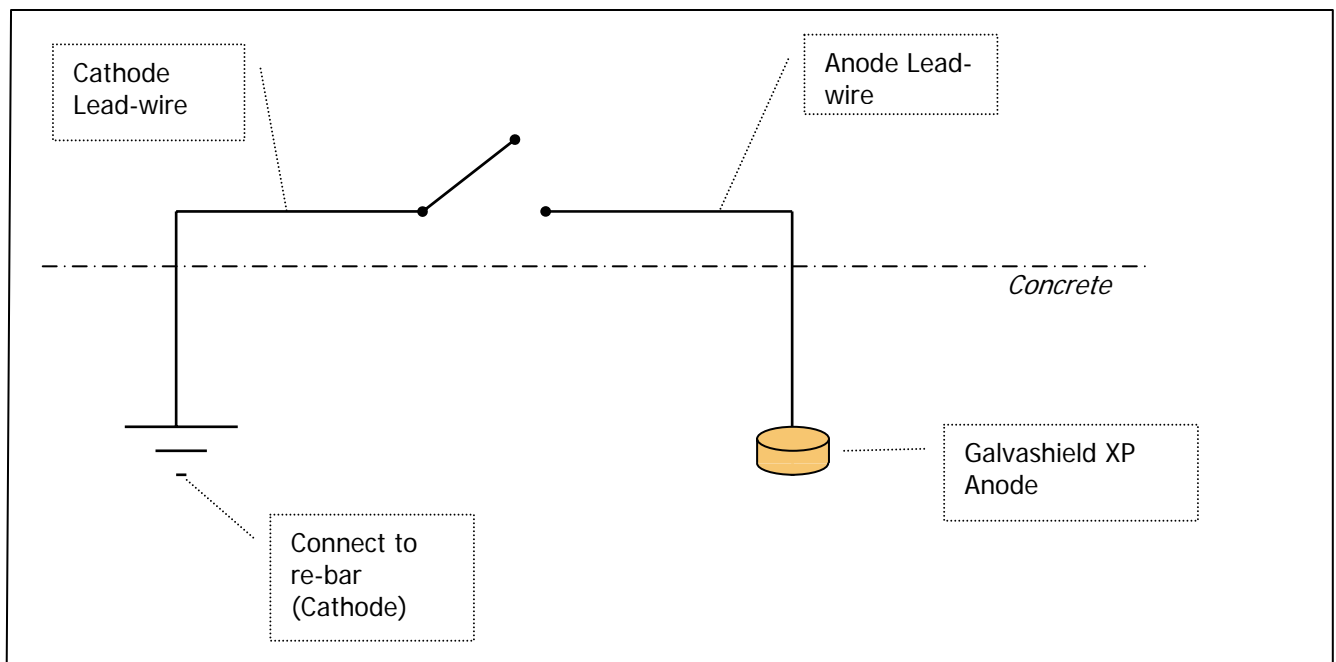 Cathode
Lead-wire
Anode Lead-
wire
Concrete
Galvashield XP
Anode
Connect to
re-bar
(Cathode)